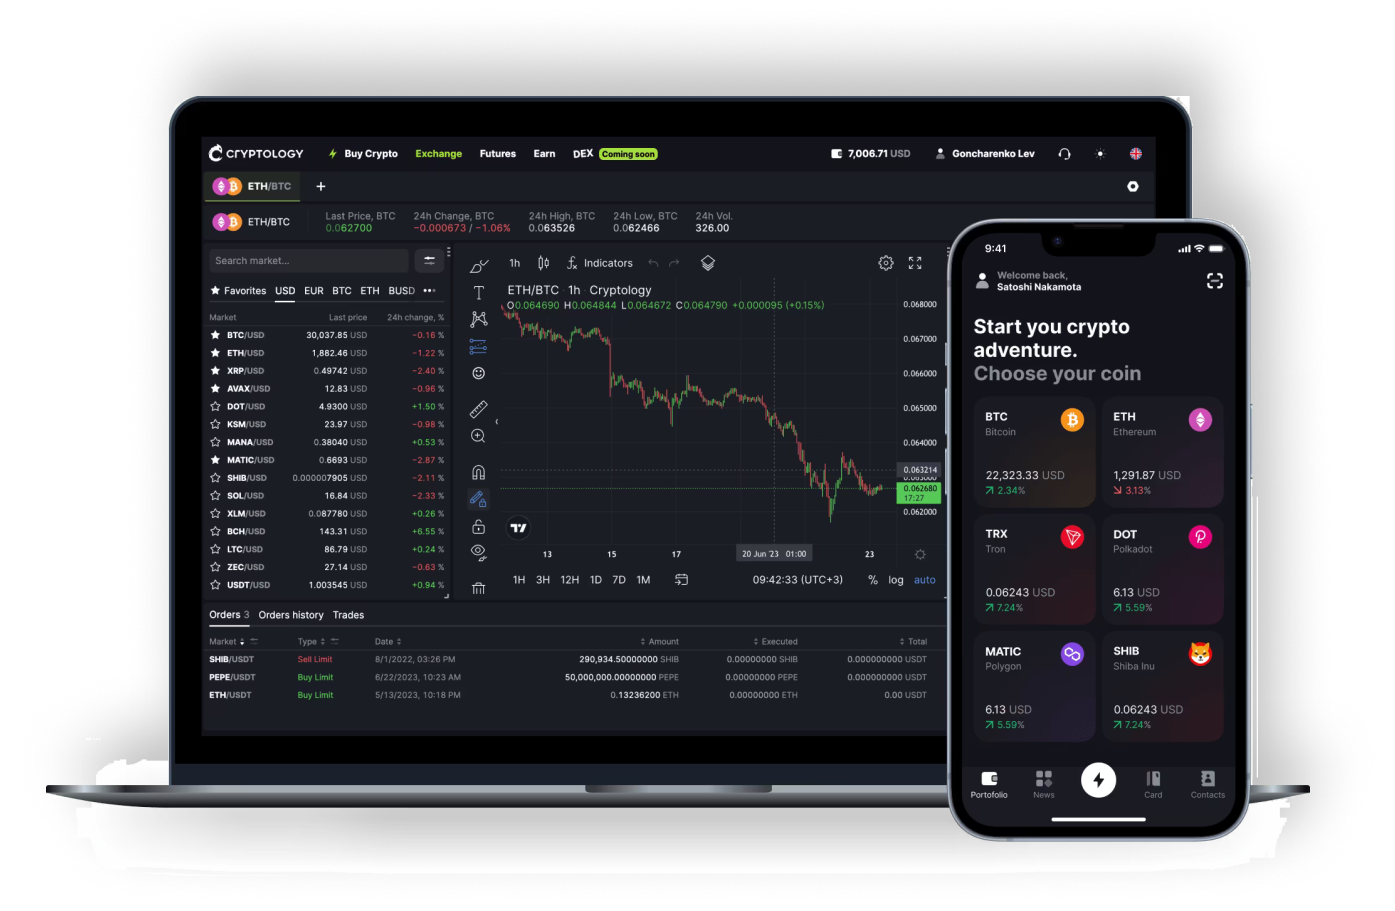 CRYPTOLOGY Buy Crypto Exchange Futures Earn DEX Coming soon 7,006.71 USD Goncharenko Lev
ETH/BTC +
ETH/BTC
Last Price, BTC 24h Change, BTC 24h High, BTC 24h Low, BTC 24h Vol.
0.062700 −0.000673 / −1.06% 0.063526 0.062466 326.00
Search market...
Favorites USD EUR BTC ETH BUSD •••
Market Last price 24h change, %
BTC/USD 30,037.85 USD −0.16 %
ETH/USD 1,882.46 USD −1.22 %
XRP/USD 0.49742 USD −2.40 %
AVAX/USD 12.83 USD −0.96 %
DOT/USD 4.9300 USD +1.50 %
KSM/USD 23.97 USD −0.98 %
MANA/USD 0.38040 USD +0.53 %
MATIC/USD 0.6693 USD −2.87 %
SHIB/USD 0.000007905 USD −2.11 %
SOL/USD 16.84 USD −2.33 %
XLM/USD 0.087780 USD +0.26 %
BCH/USD 143.31 USD +6.55 %
LTC/USD 86.79 USD +0.24 %
ZEC/USD 27.14 USD −0.63 %
USDT/USD 1.003545 USD +0.94 %
1h Indicators
ETH/BTC 1h Cryptology
O0.064690 H0.064844 L0.064672 C0.064790 +0.000095 (+0.15%)
0.068000
0.067000
0.066000
0.065000
0.064000
0.063214
0.063000
0.062680
17:27
0.062000
13 15 17 20 Jun '23 01:00 23
1H 3H 12H 1D 7D 1M 09:42:33 (UTC+3) % log auto
Orders 3 Orders history Trades
Market Type Date Amount Executed Total
SHIB/USDT Sell Limit 8/1/2022, 03:26 PM 290,934.50000000 SHIB 0.00000000 SHIB 0.000000000 USDT
PEPE/USDT Buy Limit 6/22/2023, 10:23 AM 50,000,000.00000000 PEPE 0.00000000 PEPE 0.000000000 USDT
ETH/USDT Buy Limit 5/13/2023, 10:18 PM 0.13236200 ETH 0.00000000 ETH 0.00 USDT
9:41
Welcome back,
Satoshi Nakamota
Start you crypto
adventure.
Choose your coin
BTC
Bitcoin
22,323.33 USD
2.34%
ETH
Ethereum
1,291.87 USD
3.13%
TRX
Tron
0.06243 USD
7.24%
DOT
Polkadot
6.13 USD
5.59%
MATIC
Polygon
6.13 USD
5.59%
SHIB
Shiba Inu
0.06243 USD
7.24%
Portofolio News Card Contacts